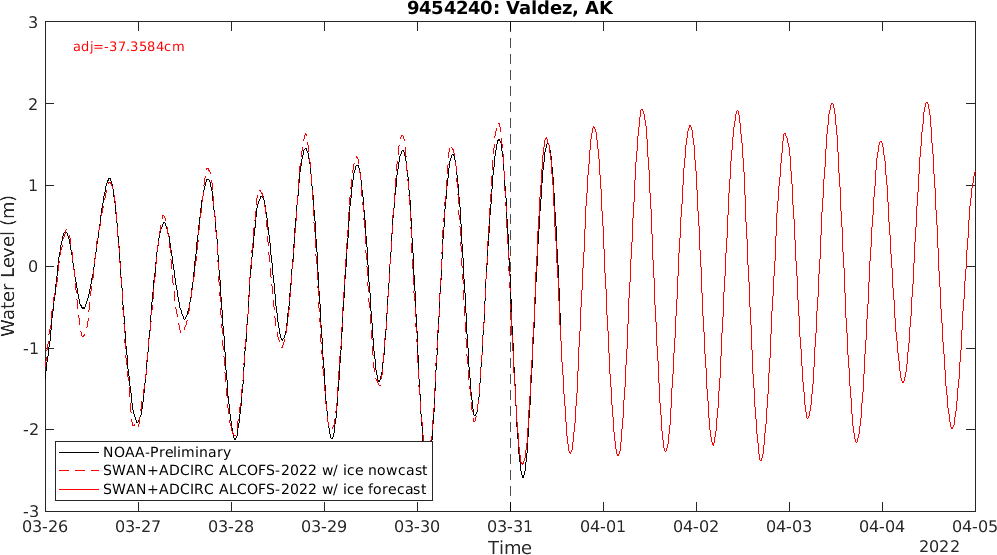 9454240: Valdez, AK
adj=-37.3584cm
3
2
1
0
-1
-2
-3
Water Level (m)
NOAA-Preliminary
SWAN+ADCIRC ALCOFS-2022 w/ ice nowcast
SWAN+ADCIRC ALCOFS-2022 w/ ice forecast
03-26 03-27 03-28 03-29 03-30 03-31 04-01 04-02 04-03 04-04 04-05
Time
2022